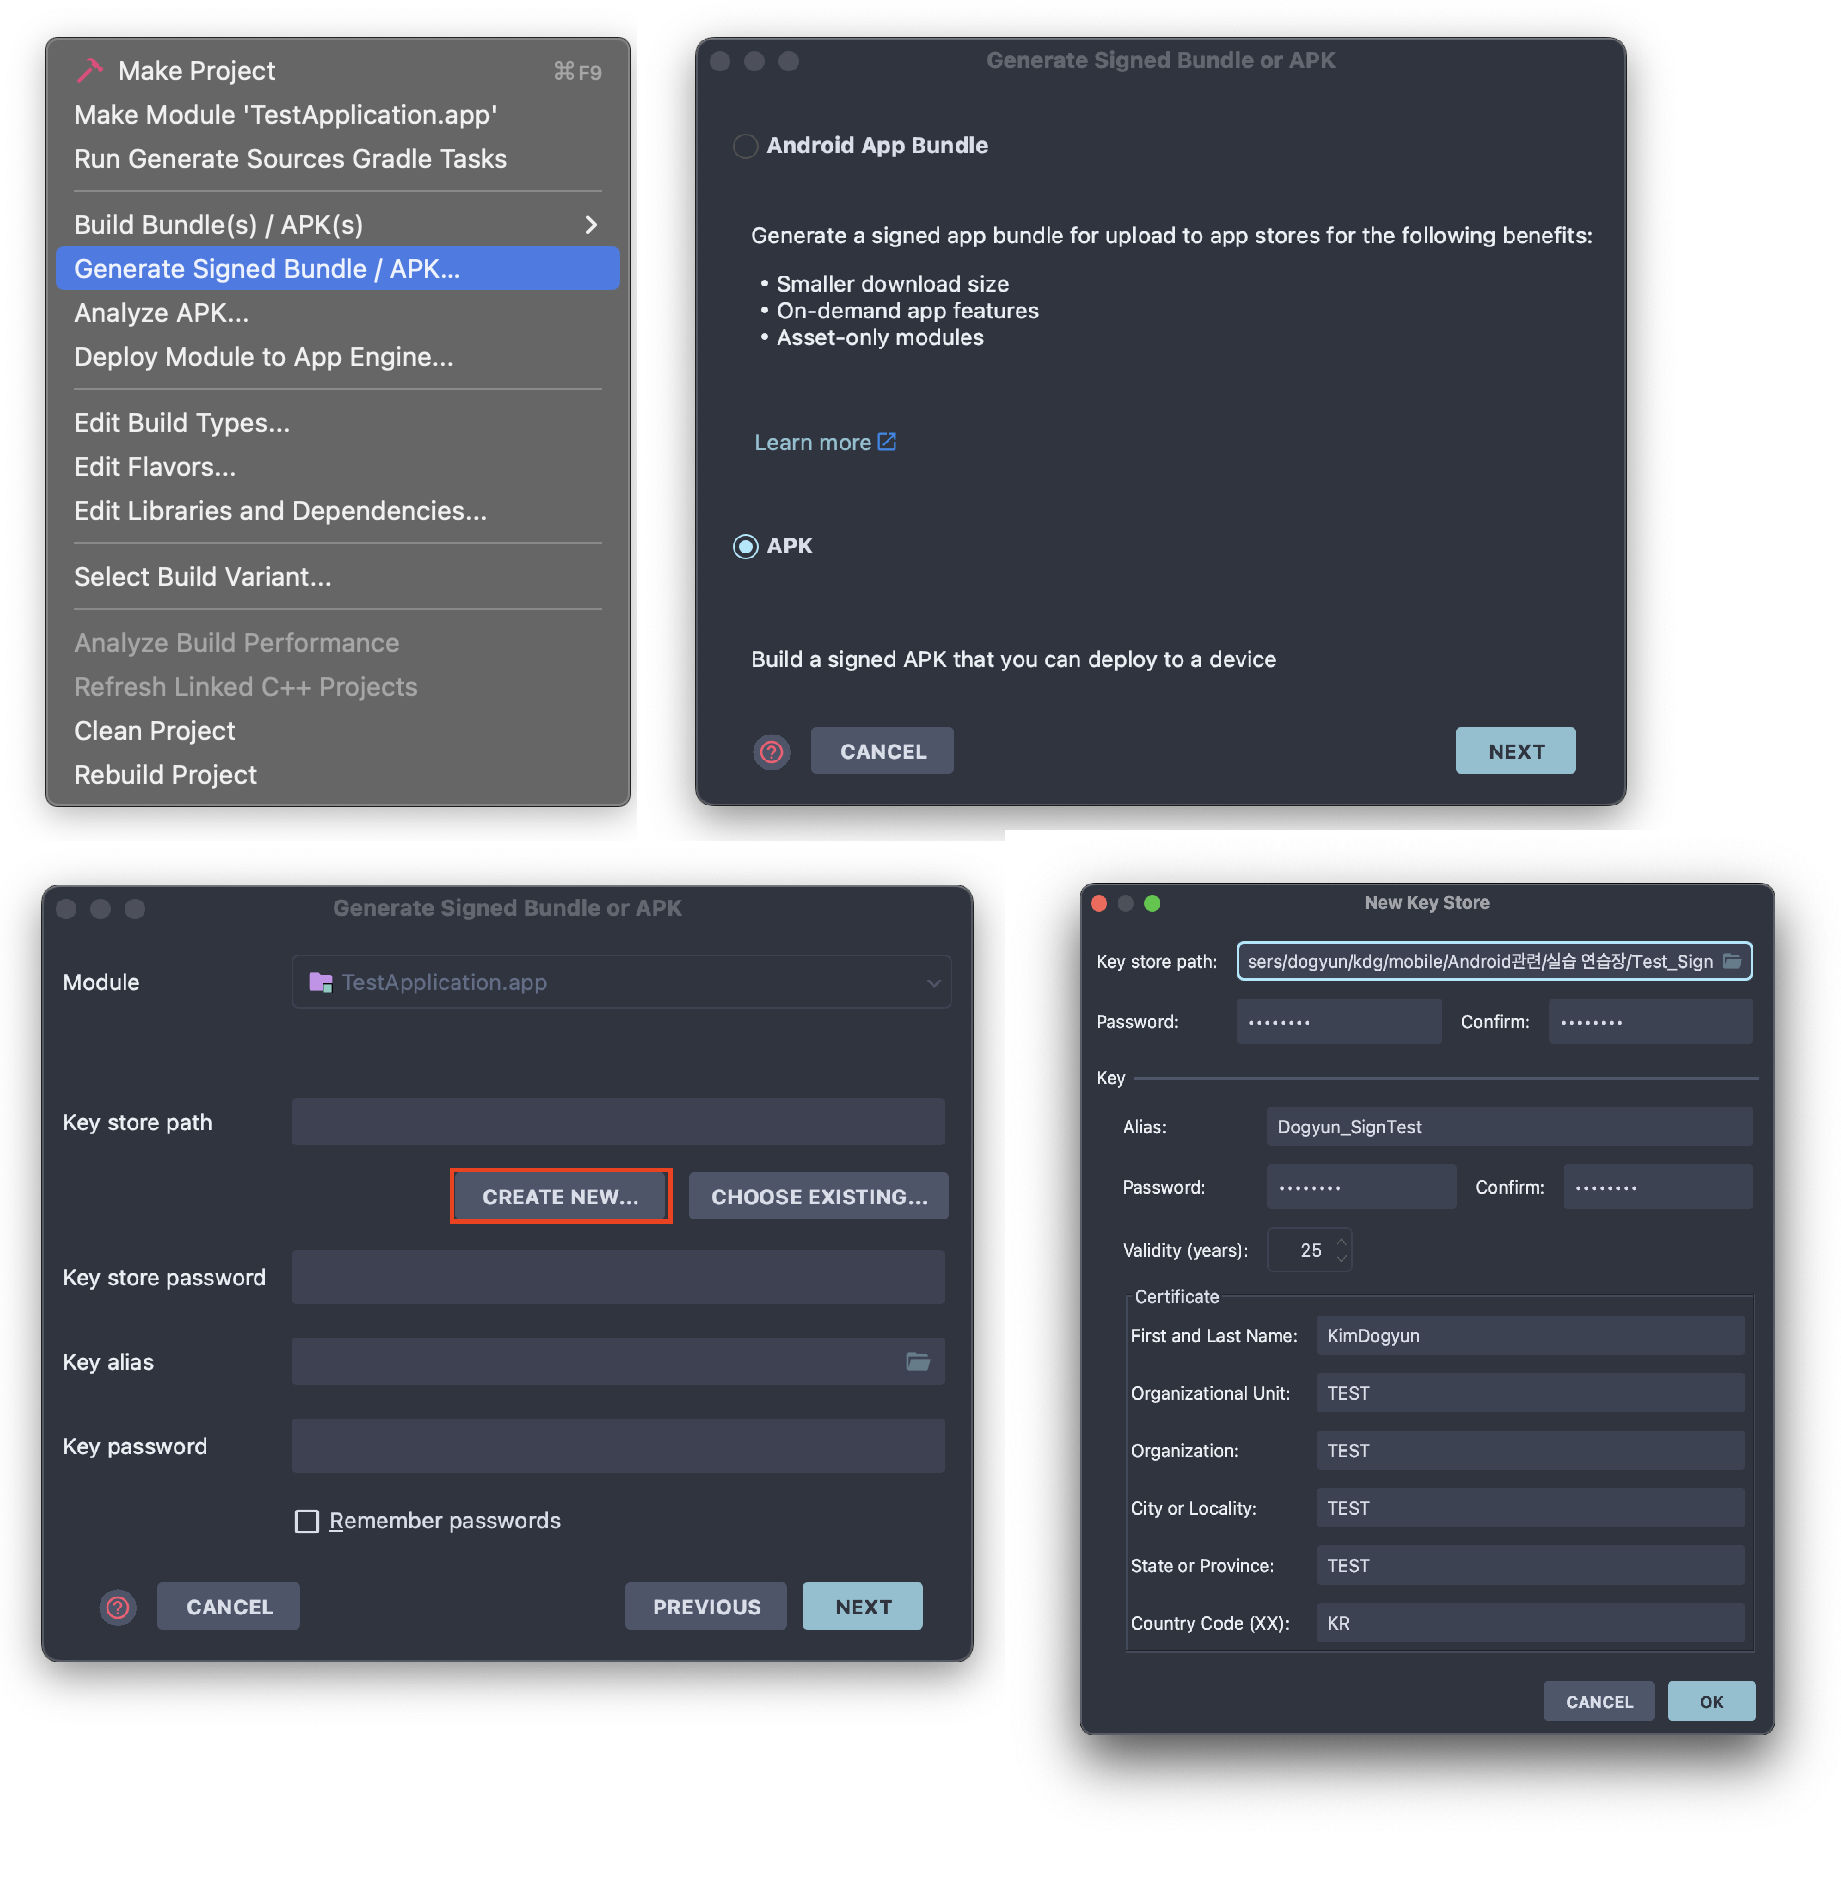 Make Project ⌘F9
Make Module 'TestApplication.app'
Run Generate Sources Gradle Tasks
Build Bundle(s) / APK(s)
Generate Signed Bundle / APK...
Analyze APK...
Deploy Module to App Engine...
Edit Build Types...
Edit Flavors...
Edit Libraries and Dependencies...
Select Build Variant...
Analyze Build Performance
Refresh Linked C++ Projects
Clean Project
Rebuild Project
Generate Signed Bundle or APK
Android App Bundle
Generate a signed app bundle for upload to app stores for the following benefits:
• Smaller download size
• On-demand app features
• Asset-only modules
Learn more
APK
Build a signed APK that you can deploy to a device
? CANCEL NEXT
Generate Signed Bundle or APK
Module TestApplication.app
Key store path
CREATE NEW... CHOOSE EXISTING...
Key store password
Key alias
Key password
Remember passwords
? CANCEL PREVIOUS NEXT
New Key Store
Key store path: sers/dogyun/kdg/mobile/Android관련/실습 연습장/Test_Sign
Password: •••••••• Confirm: ••••••••
Key
Alias: Dogyun_SignTest
Password: •••••••• Confirm: ••••••••
Validity (years): 25
Certificate
First and Last Name: KimDogyun
Organizational Unit: TEST
Organization: TEST
City or Locality: TEST
State or Province: TEST
Country Code (XX): KR
CANCEL OK